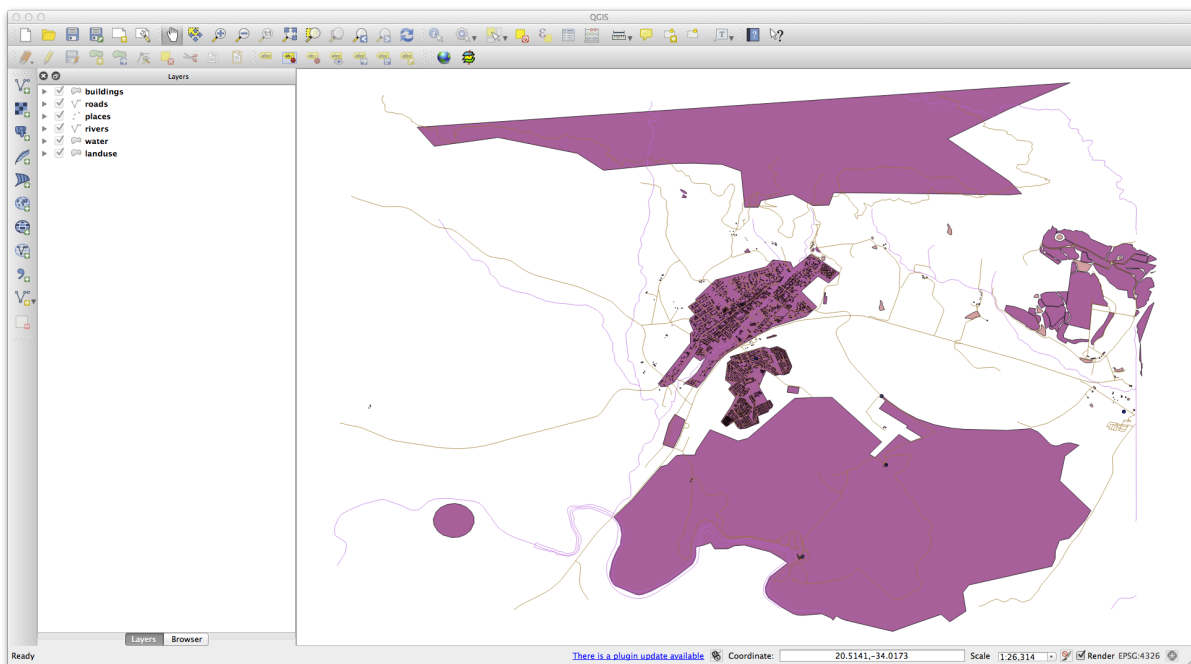 QGIS
Layers
buildings
roads
places
rivers
water
landuse
Layers
Browser
Ready
There is a plugin update available
Coordinate:
20.5141,-34.0173
Scale
1:26,314
Render
EPSG:4326